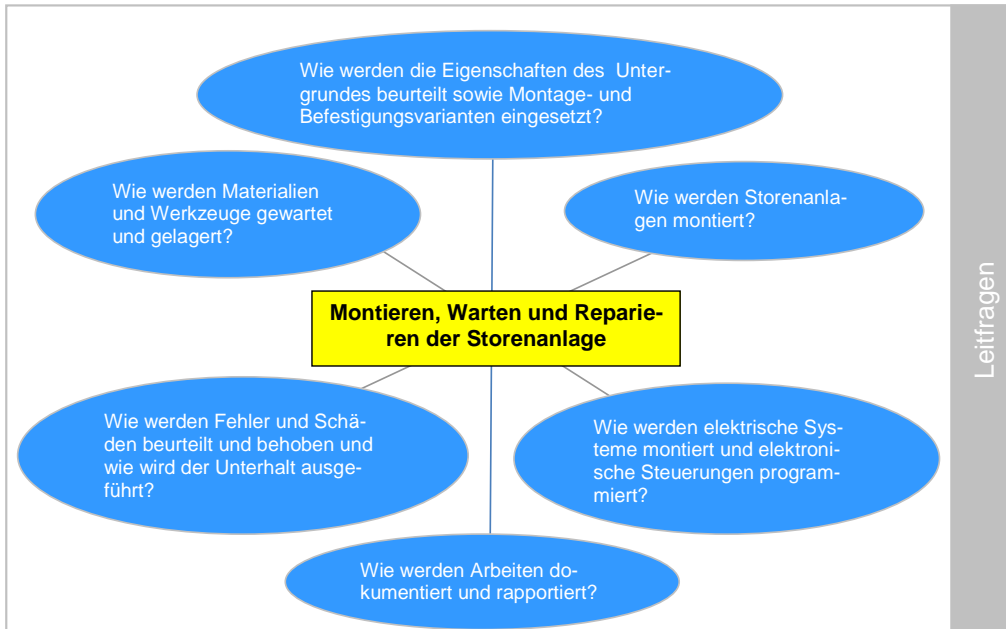 Wie werden die Eigenschaften des Unter-
grundes beurteilt sowie Montage- und
Befestigungsvarianten eingesetzt?
Wie werden Materialien
und Werkzeuge gewartet
und gelagert?
Wie werden Storenanla-
gen montiert?
Montieren, Warten und Reparie-
ren der Storenanlage
Wie werden Fehler und Schä-
den beurteilt und behoben und
wie wird der Unterhalt ausge-
führt?
Wie werden elektrische Sys-
teme montiert und elektroni-
sche Steuerungen program-
miert?
Wie werden Arbeiten do-
kumentiert und rapportiert?
Leitfragen